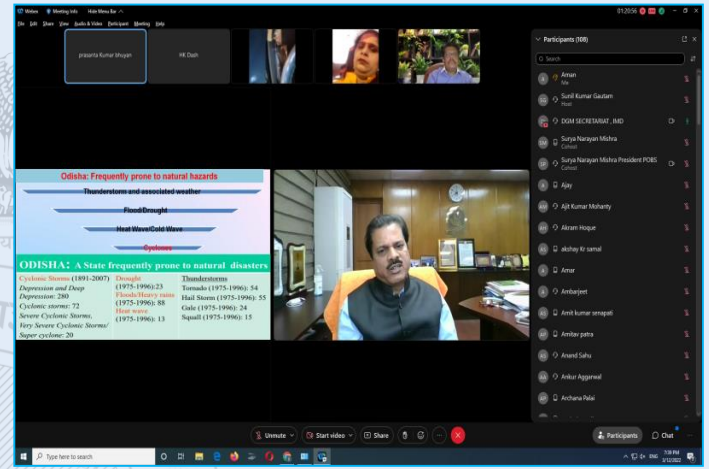 Webex Meeting Info Hide Menu Bar
01:20:56
File Edit Share View Audio & Video Participant Meeting Help
prasanta Kumar bhuyan
HK Dash
Odisha: Frequently prone to natural hazards
Thunderstorm and associated weather
Flood/Drought
Heat Wave/Cold Wave
Cyclones
ODISHA: A State frequently prone to natural disasters
Cyclonic Storms (1891-2007)
Depression and Deep
Depression: 280
Cyclonic storms: 72
Severe Cyclonic Storms,
Very Severe Cyclonic Storms/
Super cyclone: 20
Drought
(1975-1996):23
Floods/Heavy rains
(1975-1996): 88
Heat wave
(1975-1996): 13
Thunderstorms
Tornado (1975-1996): 54
Hail Storm (1975-1996): 55
Gale (1975-1996): 24
Squall (1975-1996): 15
Participants (108)
Search
Aman
Me
Sunil Kumar Gautam
Host
DGM SECRETARIAT, IMD
Surya Narayan Mishra
Cohost
Surya Narayan Mishra President POBS
Cohost
Ajay
Ajit Kumar Mohanty
Akram Hoque
akshay Kr samal
Amar
Ambarjeet
Amit kumar senapati
Amitav patra
Anand Sahu
Ankur Aggarwal
Archana Palai
Unmute Start video Share
Participants Chat
Type here to search
ENG
7:39 PM